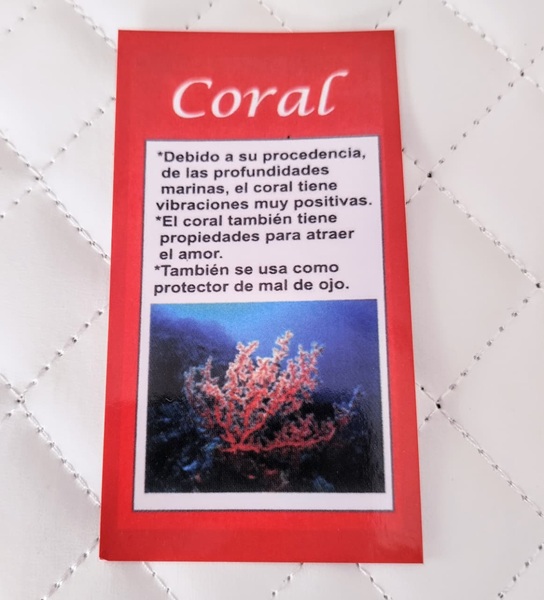 Coral
*Debido a su procedencia,
de las profundidades
marinas, el coral tiene
vibraciones muy positivas.
*El coral también tiene
propiedades para atraer
el amor.
*También se usa como
protector de mal de ojo.